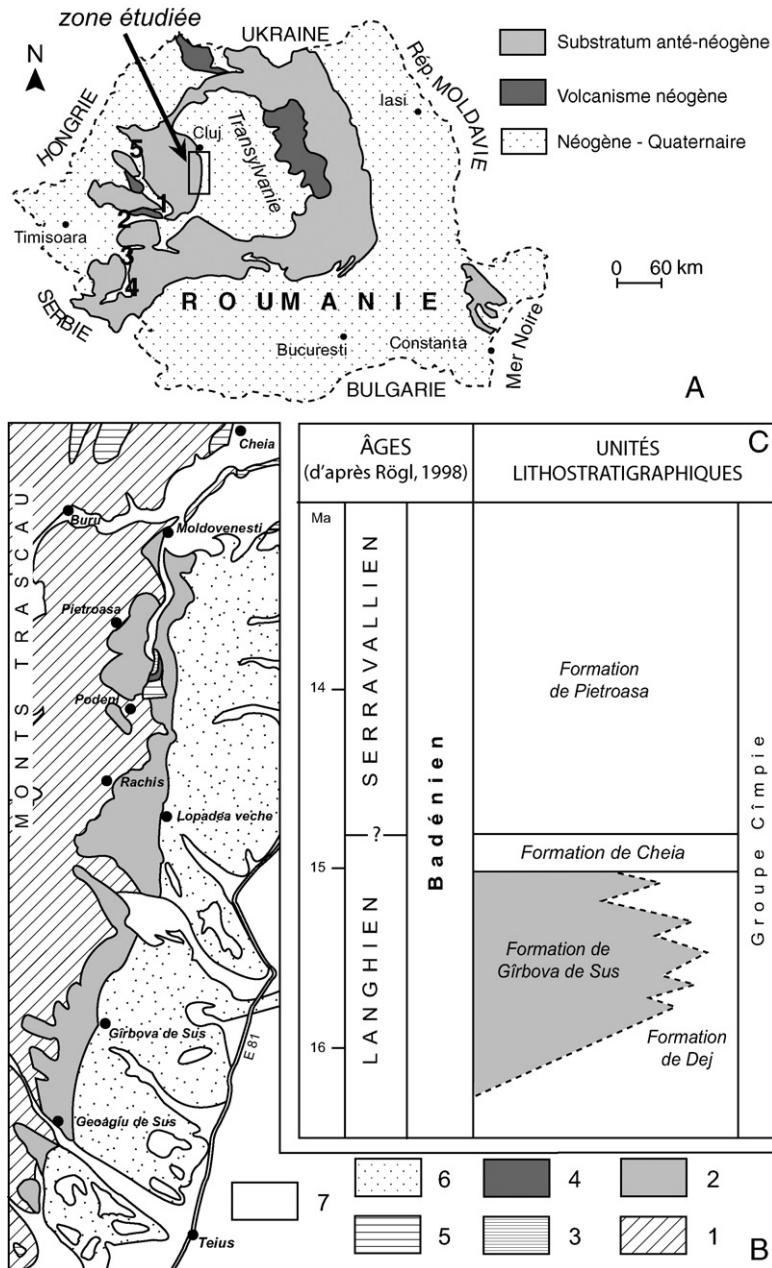 zone étudiée
N
UKRAINE
Rép. MOLDAVIE
HONGRIE
Iasi
Cluj
Transylvanie
5
1
2
Timisoara
3
4
SERBIE
ROUMANIE
Bucuresti
Constanta
Mer Noire
BULGARIE
Substratum anté-néogène
Volcanisme néogène
Néogène - Quaternaire
0 60 km
A
MONTS TRASCAU
Cheia
Buru
Moldovenesti
Pietroasa
Podeni
Rachis
Lopadea veche
Gîrbova de Sus
E 81
Geoagiu de Sus
Teius
ÂGES
(d'après Rögl, 1998)
UNITÉS
LITHOSTRATIGRAPHIQUES
C
Ma
14
15
16
SERRAVALLIEN
?
LANGHIEN
Badénien
Formation
de Pietroasa
Formation de Cheia
Formation de
Gîrbova de Sus
Formation
de Dej
Groupe Cîmpie
7
6
4
2
5
3
1
B